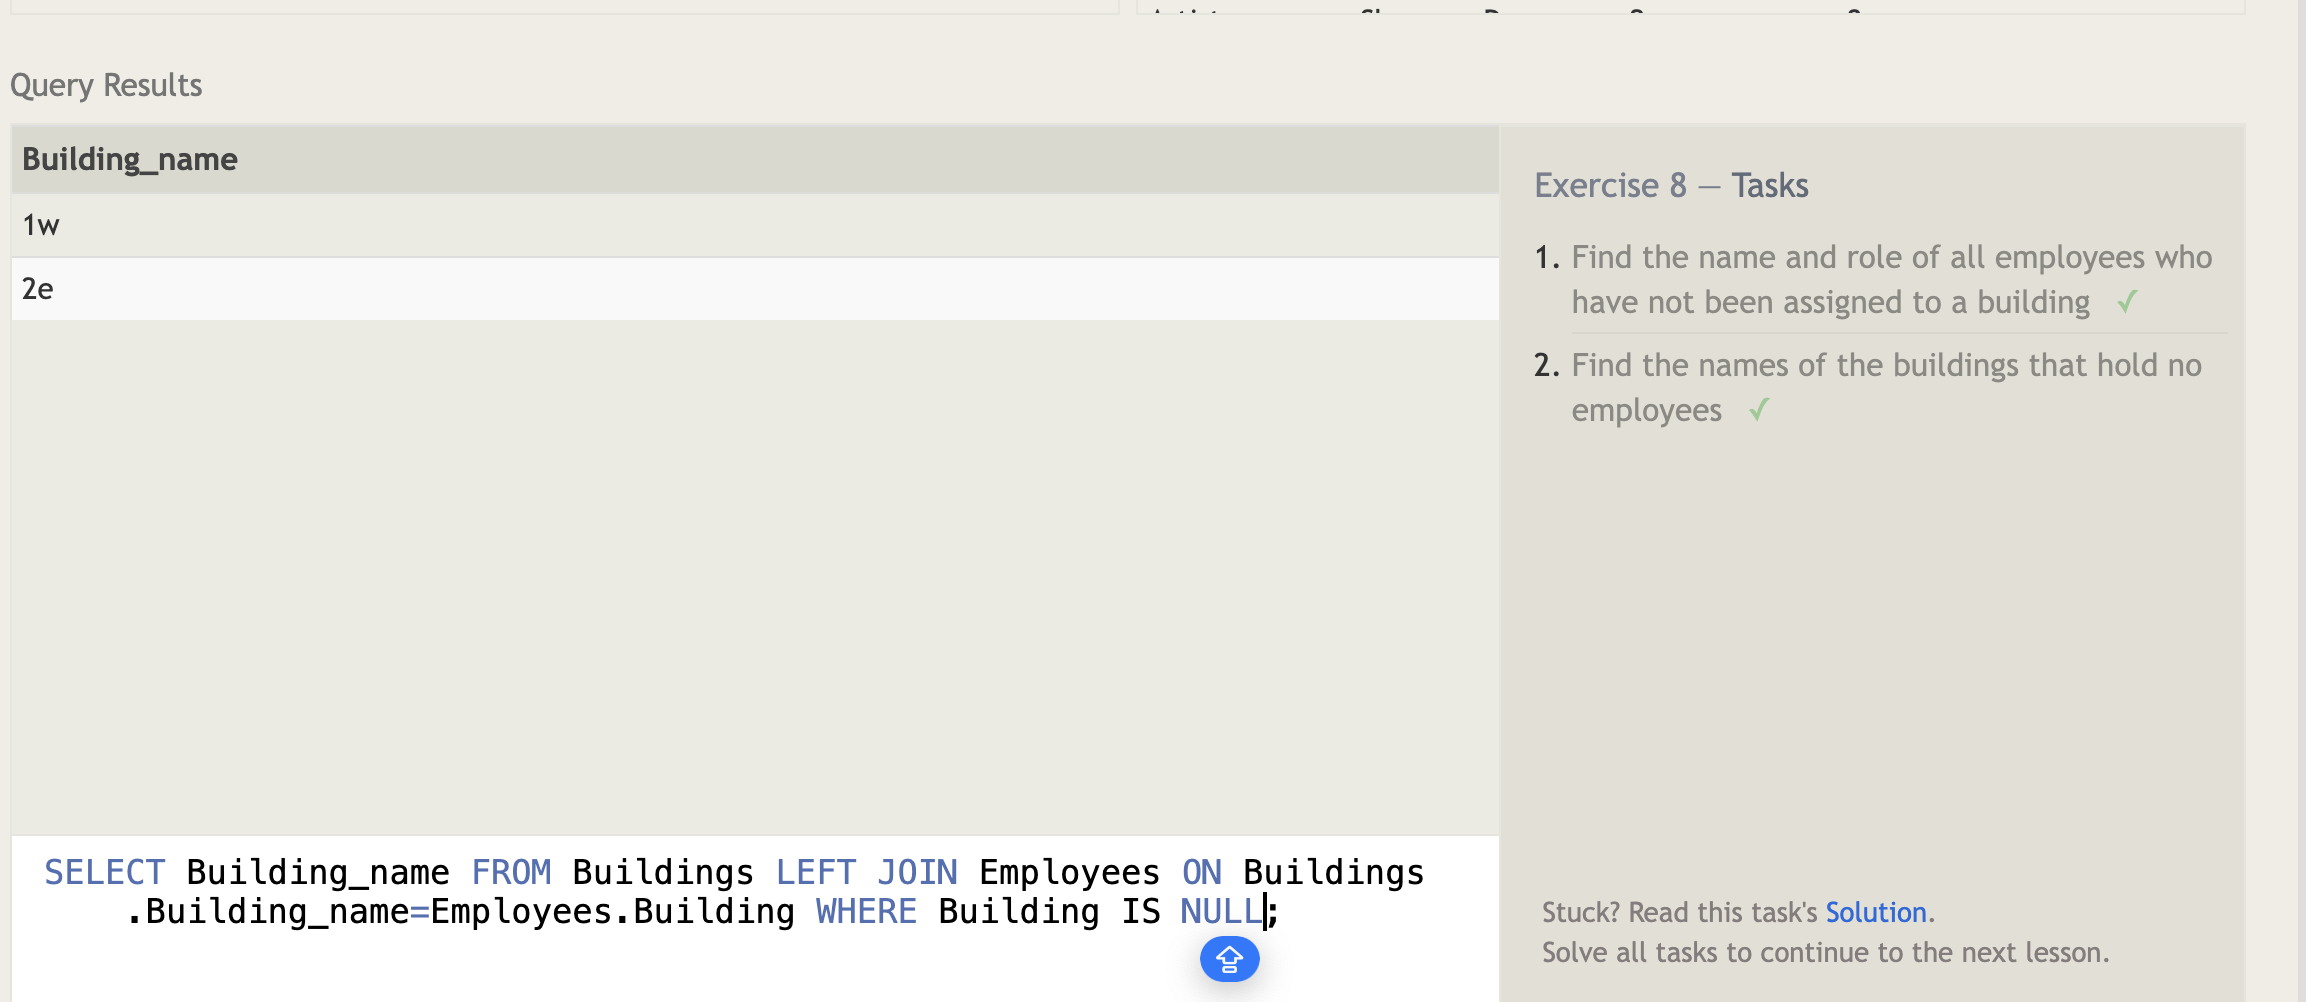 Query Results
Building_name
1w
2e
Exercise 8 — Tasks
1. Find the name and role of all employees who
have not been assigned to a building ✓
2. Find the names of the buildings that hold no
employees ✓
SELECT Building_name FROM Buildings LEFT JOIN Employees ON Buildings
.Building_name=Employees.Building WHERE Building IS NULL;
Stuck? Read this task's Solution.
Solve all tasks to continue to the next lesson.